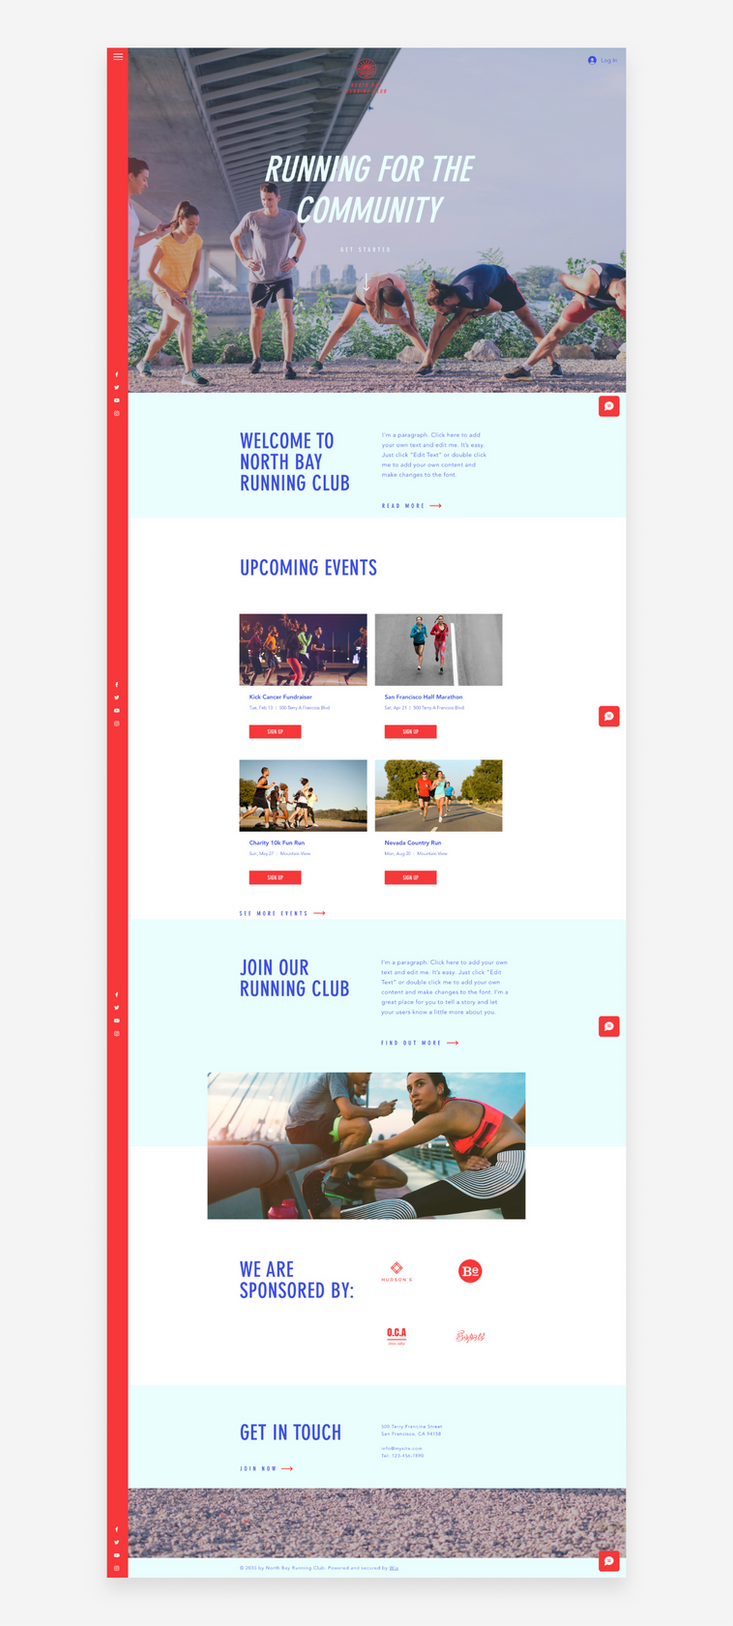 Log In
RUNNING CLUB
RUNNING FOR THE
COMMUNITY
GET STARTED
WELCOME TO
NORTH BAY
RUNNING CLUB
I'm a paragraph. Click here to add
your own text and edit me. It's easy.
Just click "Edit Text" or double click
me to add your own content and
make changes to the font.
READ MORE
UPCOMING EVENTS
Kick Cancer Fundraiser
Tue, Feb 13 | 500 Terry A Francois Blvd
SIGN UP
San Francisco Half Marathon
Sat, Apr 21 | 500 Terry A Francois Blvd
SIGN UP
Charity 10k Fun Run
Sun, May 27 | Mountain View
SIGN UP
Nevada Country Run
Mon, Aug 20 | Mountain View
SIGN UP
SEE MORE EVENTS
JOIN OUR
RUNNING CLUB
I'm a paragraph. Click here to add your own
text and edit me. It's easy. Just click "Edit
Text" or double click me to add your own
content and make changes to the font. I'm a
great place for you to tell a story and let
your users know a little more about you.
FIND OUT MORE
WE ARE
SPONSORED BY:
HUDSON'S
Be
O.C.A
GET IN TOUCH
500 Terry Francine Street
San Francisco, CA 94158
info@mysite.com
Tel: 123-456-7890
JOIN NOW
© 2035 by North Bay Running Club. Powered and secured by Wix